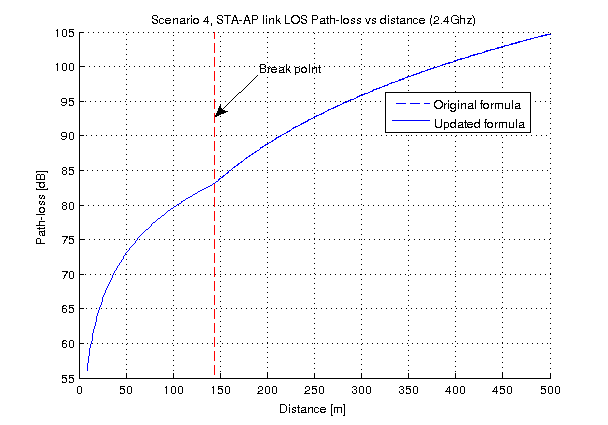 Scenario 4, STA-AP link LOS Path-loss vs distance (2.4Ghz)
105
100
95
90
85
80
75
70
65
60
55
Path-loss [dB]
Break point
Original formula
Updated formula
0 50 100 150 200 250 300 350 400 450 500
Distance [m]